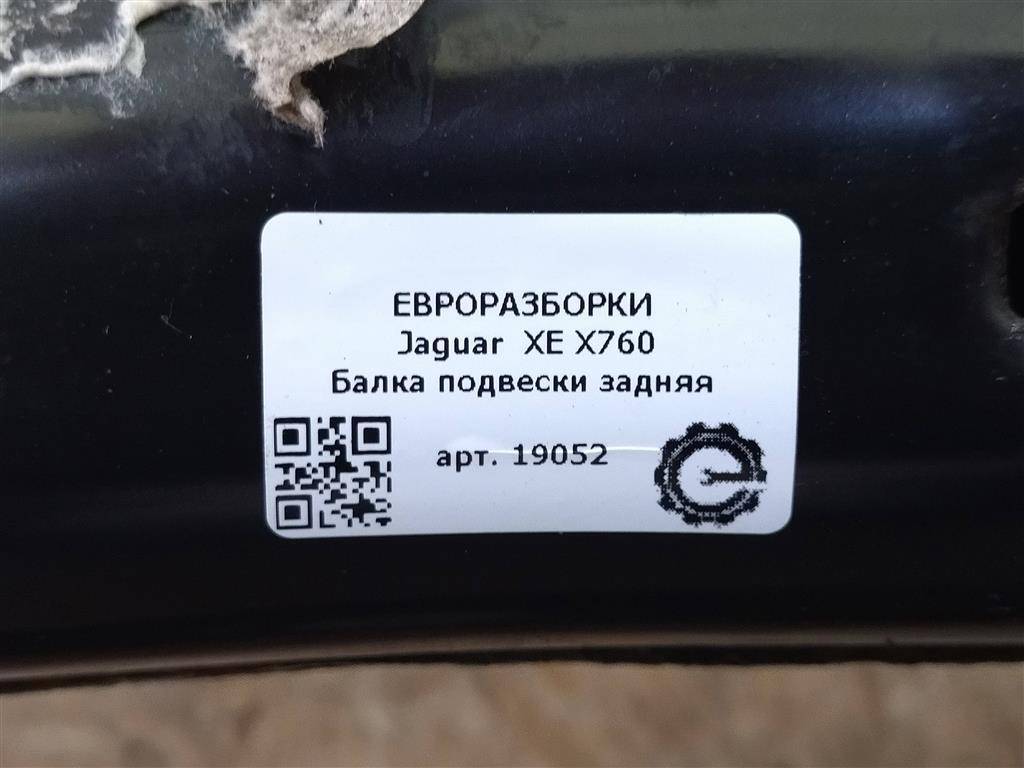 ЕВРОРАЗБОРКИ
Jaguar XE X760
Балка подвески задняя
арт. 19052